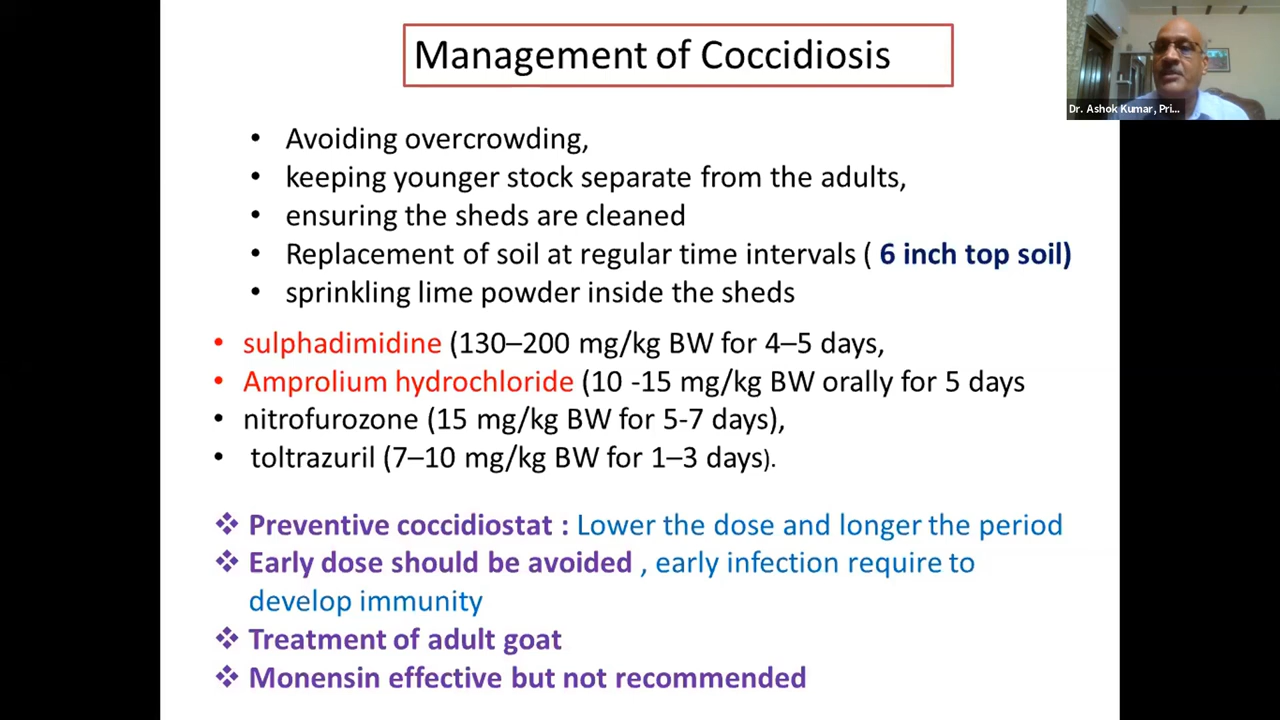 Management of Coccidiosis
Dr. Ashok Kumar, Pri...
• Avoiding overcrowding,
• keeping younger stock separate from the adults,
• ensuring the sheds are cleaned
• Replacement of soil at regular time intervals ( 6 inch top soil)
• sprinkling lime powder inside the sheds
• sulphadimidine (130–200 mg/kg BW for 4–5 days,
• Amprolium hydrochloride (10 -15 mg/kg BW orally for 5 days
• nitrofurozone (15 mg/kg BW for 5-7 days),
• toltrazuril (7–10 mg/kg BW for 1–3 days).
❖ Preventive coccidiostat : Lower the dose and longer the period
❖ Early dose should be avoided , early infection require to
develop immunity
❖ Treatment of adult goat
❖ Monensin effective but not recommended